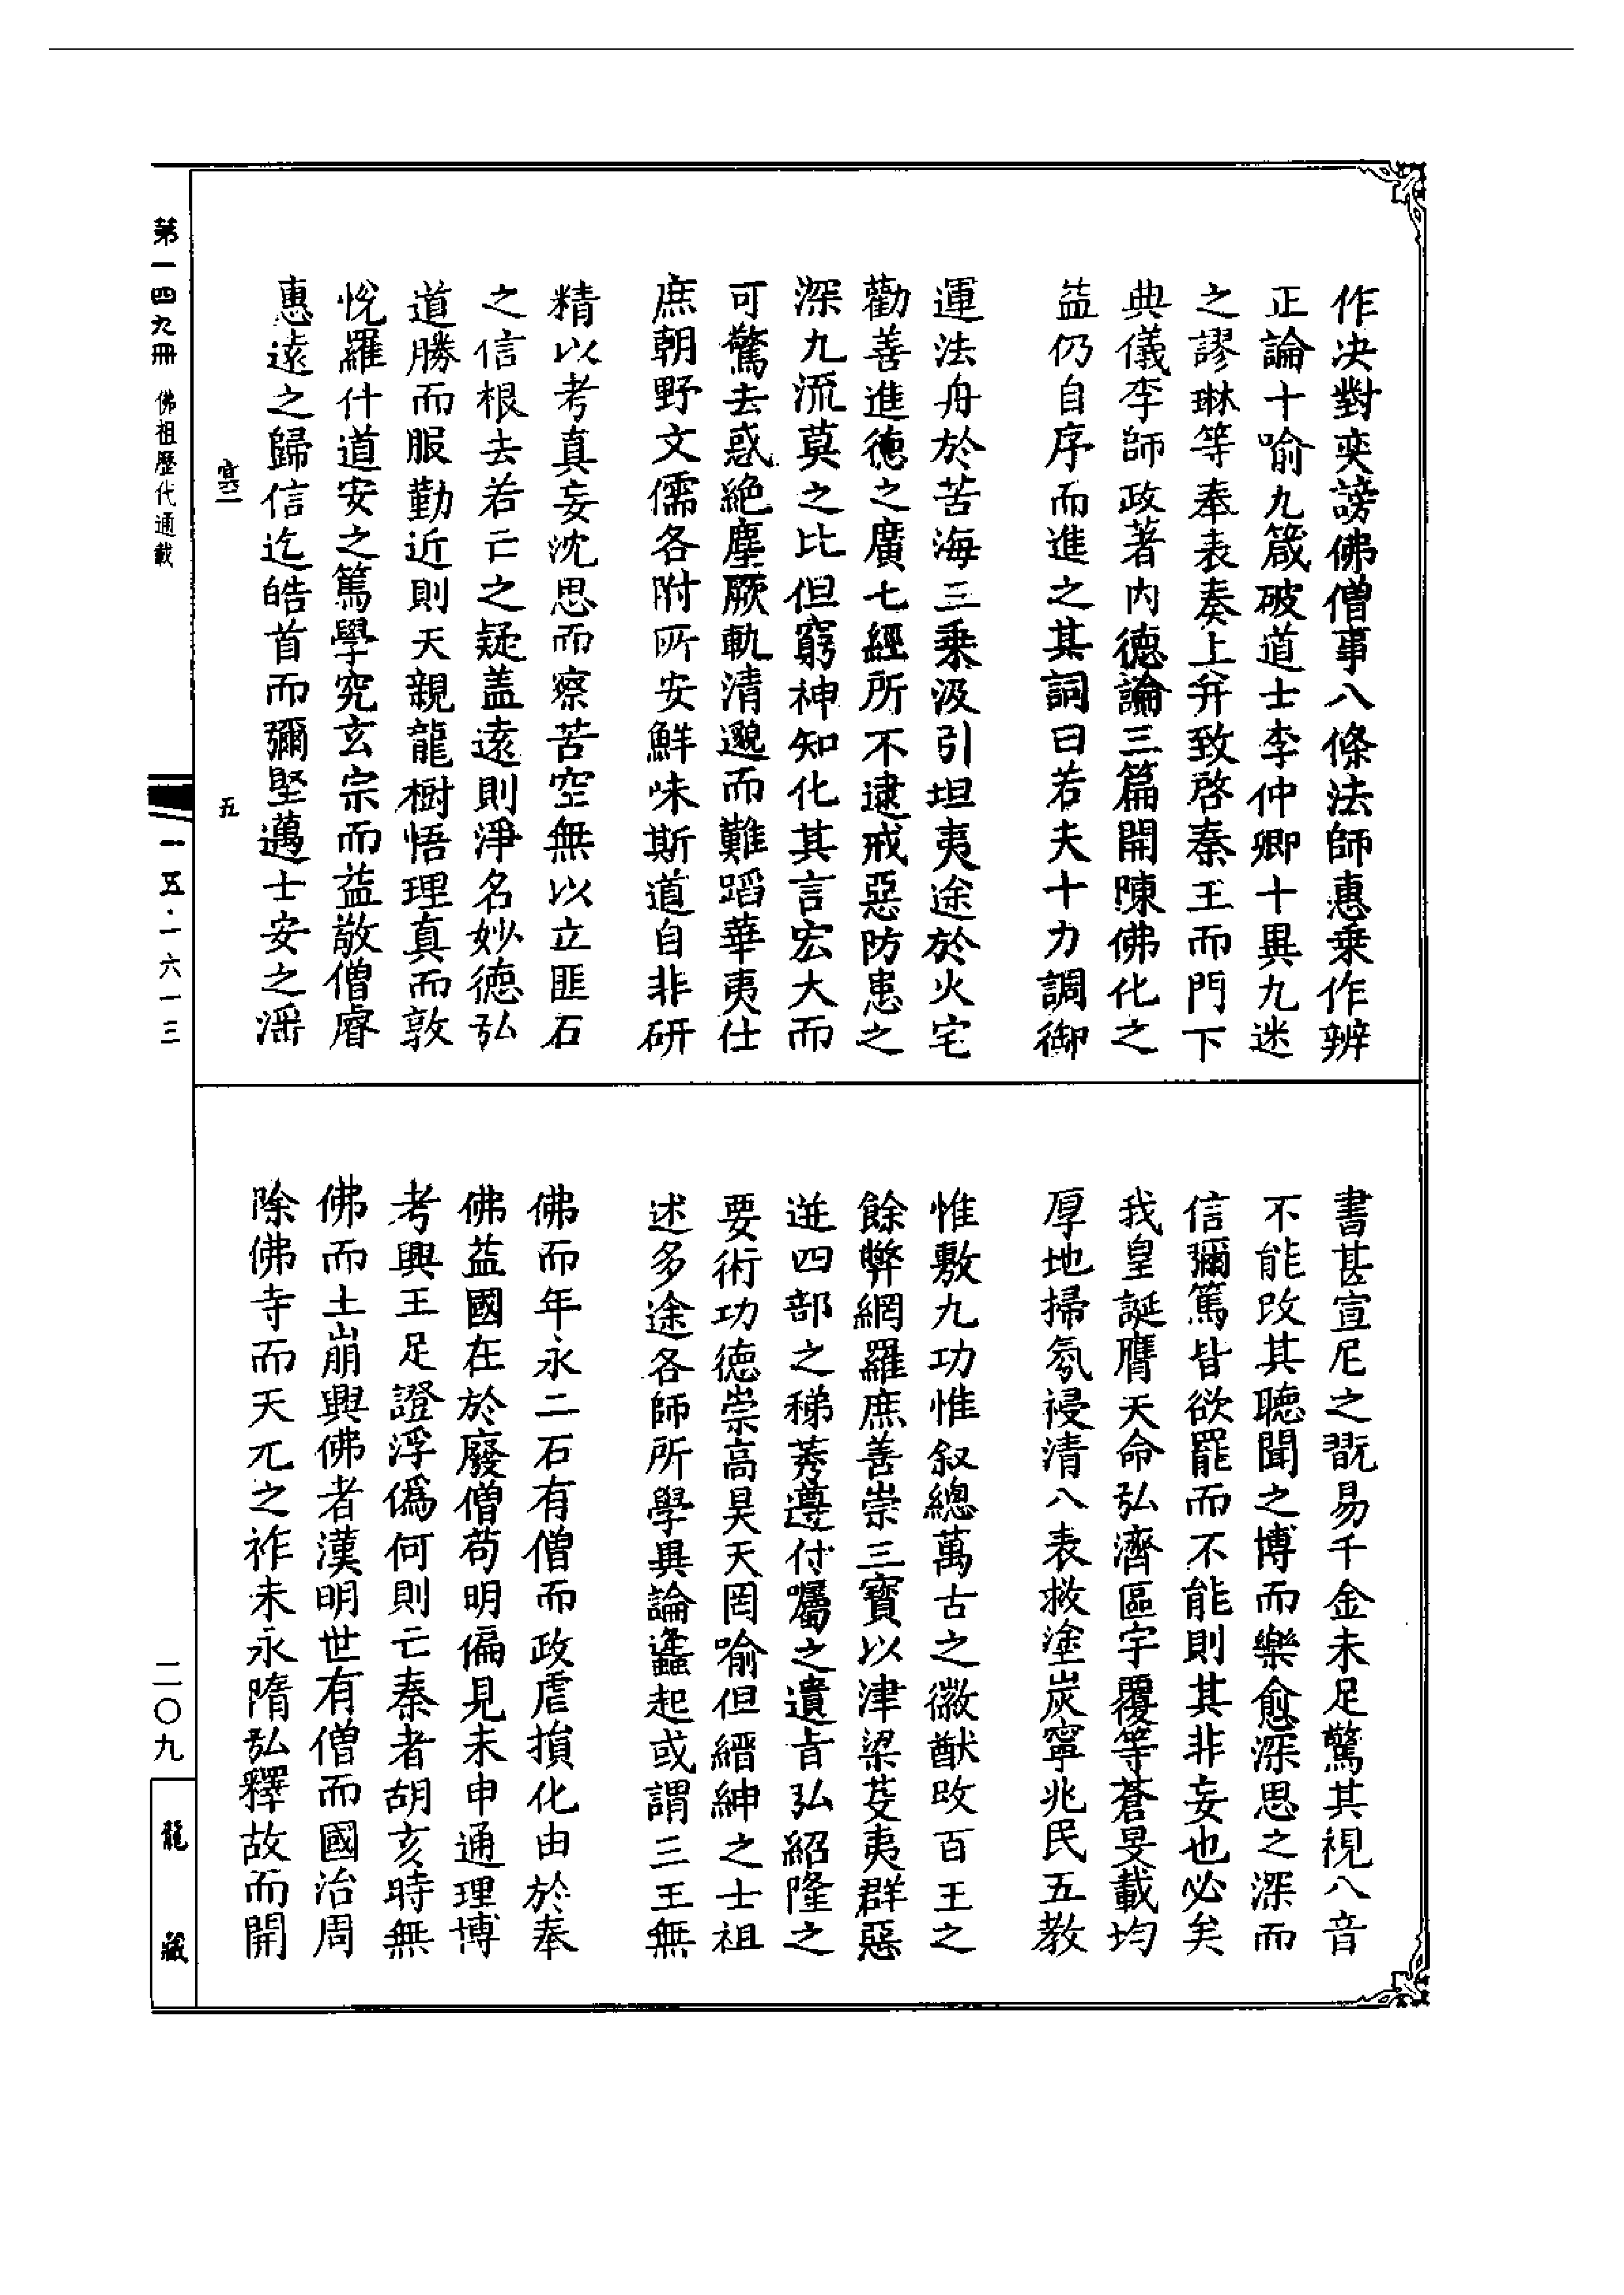 作決對奕謗佛僧事八條法師惠乗作辨
正論十喻九箴破道士李仲卿十異九迷
之謬琳等奉表奏上并致啓秦王而門下
典儀李師政著內德論三篇開陳佛化之
益仍自序而進之其詞曰若夫十力調御
運法舟於苦海三乗汲引坦夷途於火宅
勸善進德之廣七經所不逮戒惡防患之
深九流莫之比但窮神知化其言宏大而
可驚去惑絕塵厥軌清邈而難蹈華夷仕
庶朝野文儒各附所安鮮味斯道自非研
精以考真妄沈思而察苦空無以立匪石
之信根去若亡之疑盖遠則淨名妙德弘
道勝而服勤近則天親龍樹悟理真而敦
悅羅什道安之篤學究玄宗而益敬僧睿
惠遠之歸信迄皓首而彌堅邁士安之滛
書甚宣尼之翫易千金未足驚其視八音
不能改其聴聞之博而樂愈深思之深而
信彌篤皆欲罷而不能則其非妄也必矣
我皇誕膺天命弘濟區宇覆等蒼旻載均
厚地掃氛祲清八表救塗炭寧兆民五教
惟敷九功惟叙總萬古之徽猷改百王之
餘弊網羅庶善崇三寶以津梁芟夷群惡
迸四部之稊莠遵付囑之遺旨弘紹隆之
要術功德崇高昊天罔喻但縉紳之士祖
述多途各師所學異論蠭起或謂三王無
佛而年永二石有僧而政虐損化由於奉
佛益國在於廢僧苟明偏見未申通理博
考興王足證浮僞何則亡秦者胡亥時無
佛而土崩興佛者漢明世有僧而國治周
除佛寺而天兀之祚未永隋弘釋故而開
第一四九冊 佛祖歷代通載
五
一一五·一六一三
二〇九
龍藏